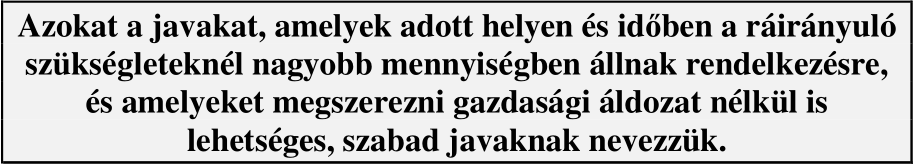 Azokat a javakat, amelyek adott helyen és időben a ráirányuló
szükségleteknél nagyobb mennyiségben állnak rendelkezésre,
és amelyeket megszerezni gazdasági áldozat nélkül is
lehetséges, szabad javaknak nevezzük.